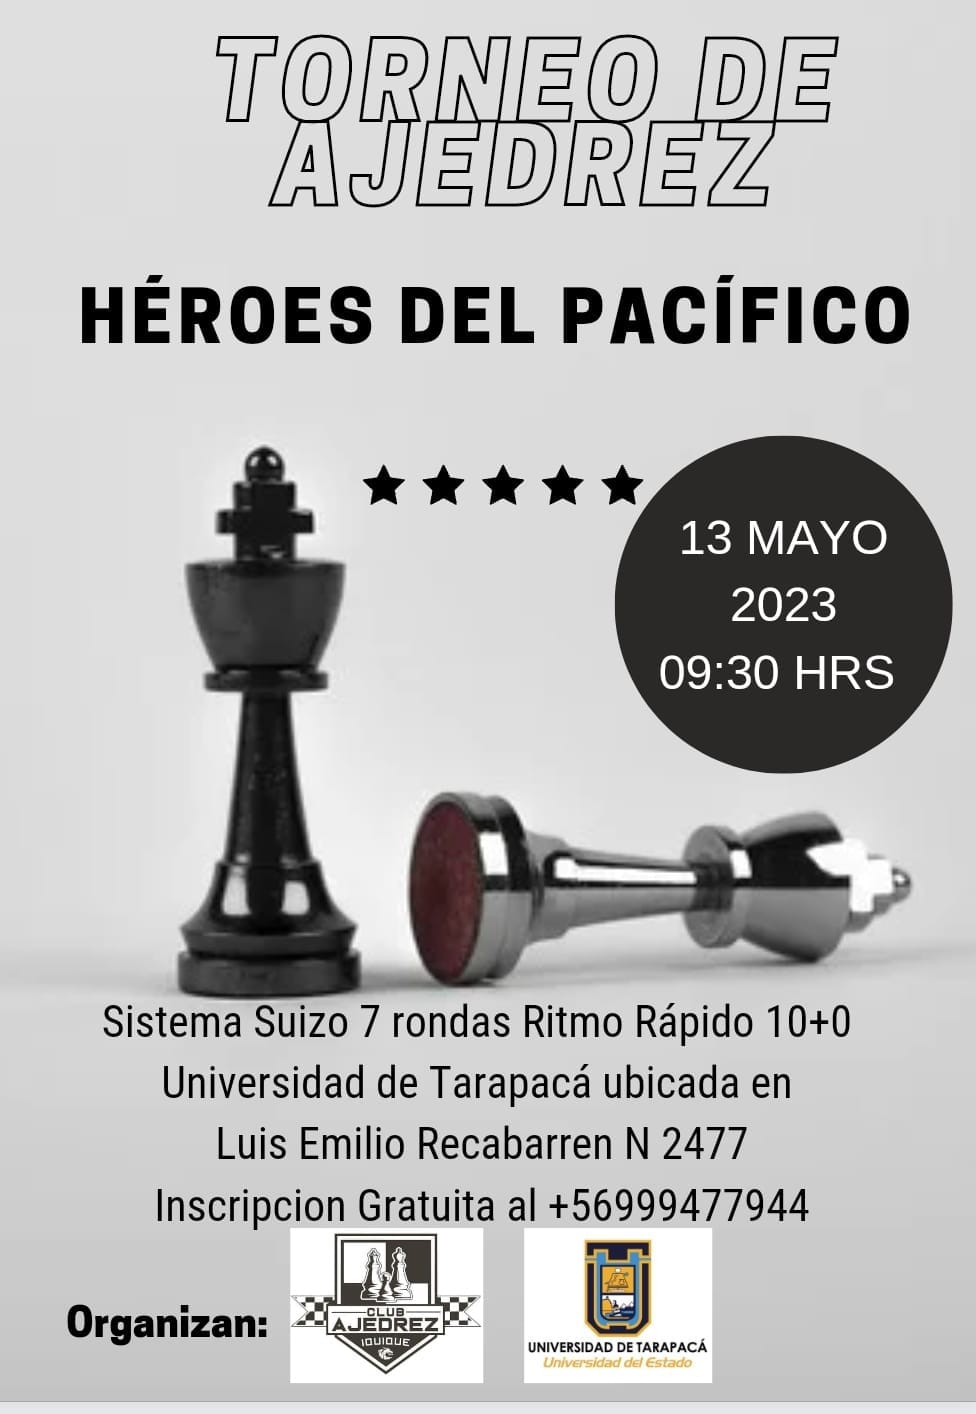 TORNEO DE
AJEDREZ
HÉROES DEL PACÍFICO
13 MAYO
2023
09:30 HRS
Sistema Suizo 7 rondas Ritmo Rápido 10+0
Universidad de Tarapacá ubicada en
Luis Emilio Recabarren N 2477
Inscripcion Gratuita al +56999477944
Organizan:
CLUB
AJEDREZ
IQUIQUE
UNIVERSIDAD DE TARAPACÁ
Universidad del Estado